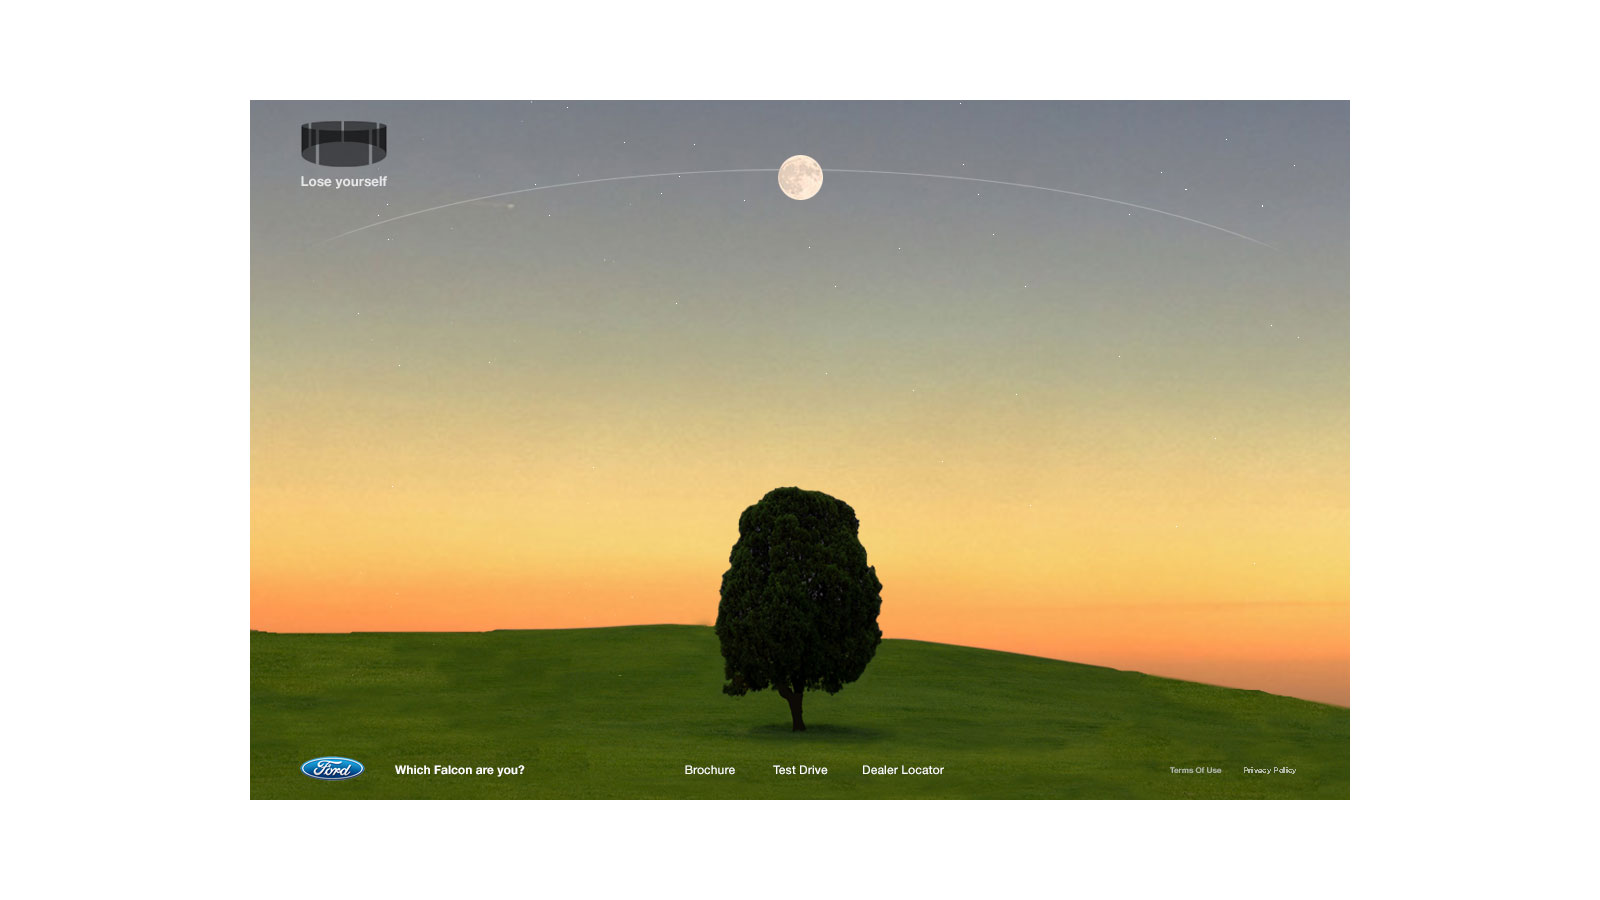 Lose yourself
Ford
Which Falcon are you?
Brochure
Test Drive
Dealer Locator
Terms Of Use
Privacy Policy